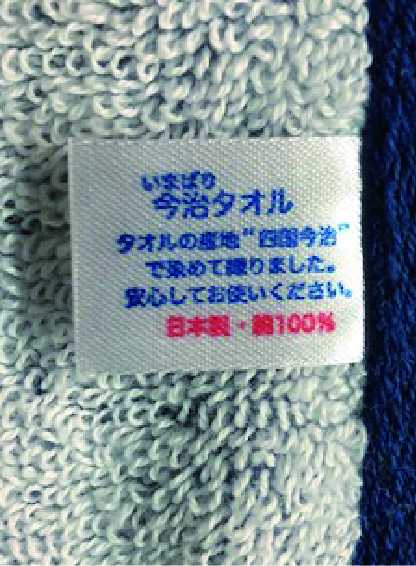 いまばり
今治タオル
タオルの産地“四国今治”
で染めて織りました。
安心してお使いください。
日本製・綿100%